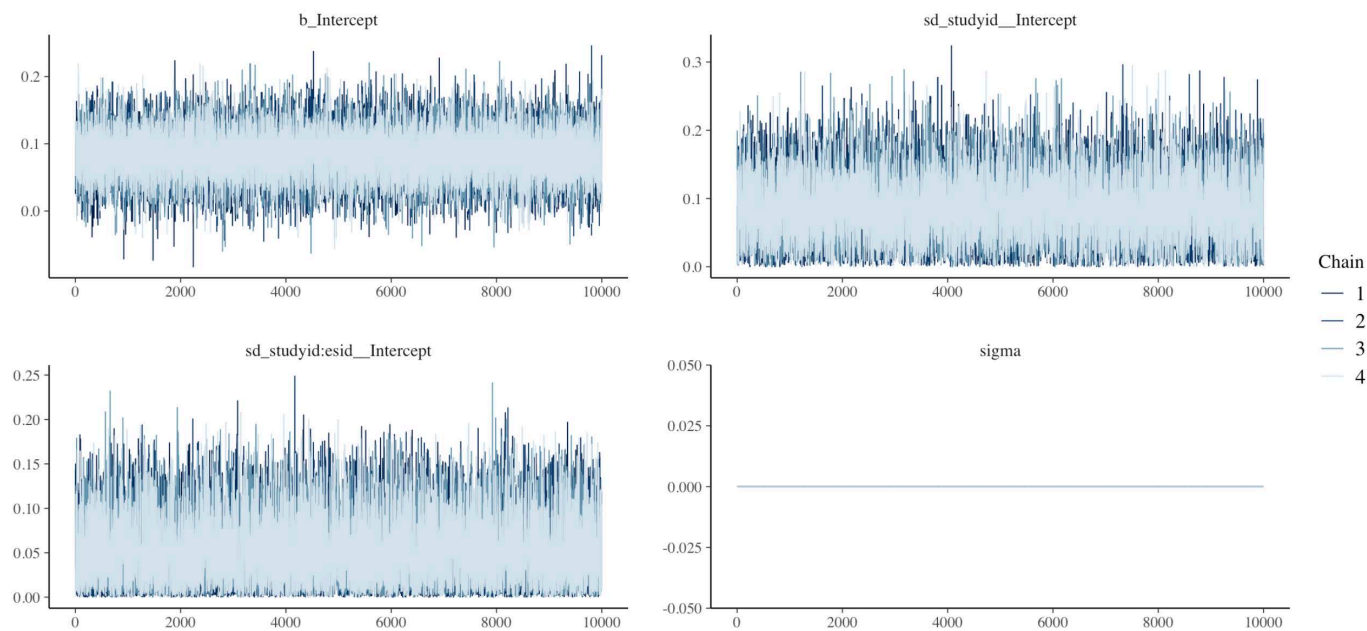 b_Intercept
0.2
0.1
0.0
0 2000 4000 6000 8000 10000
sd_studyid__Intercept
0.3
0.2
0.1
0.0
0 2000 4000 6000 8000 10000
sd_studyid:esid__Intercept
0.25
0.20
0.15
0.10
0.05
0.00
0 2000 4000 6000 8000 10000
sigma
0.050
0.025
0.000
-0.025
-0.050
0 2000 4000 6000 8000 10000
Chain
1
2
3
4